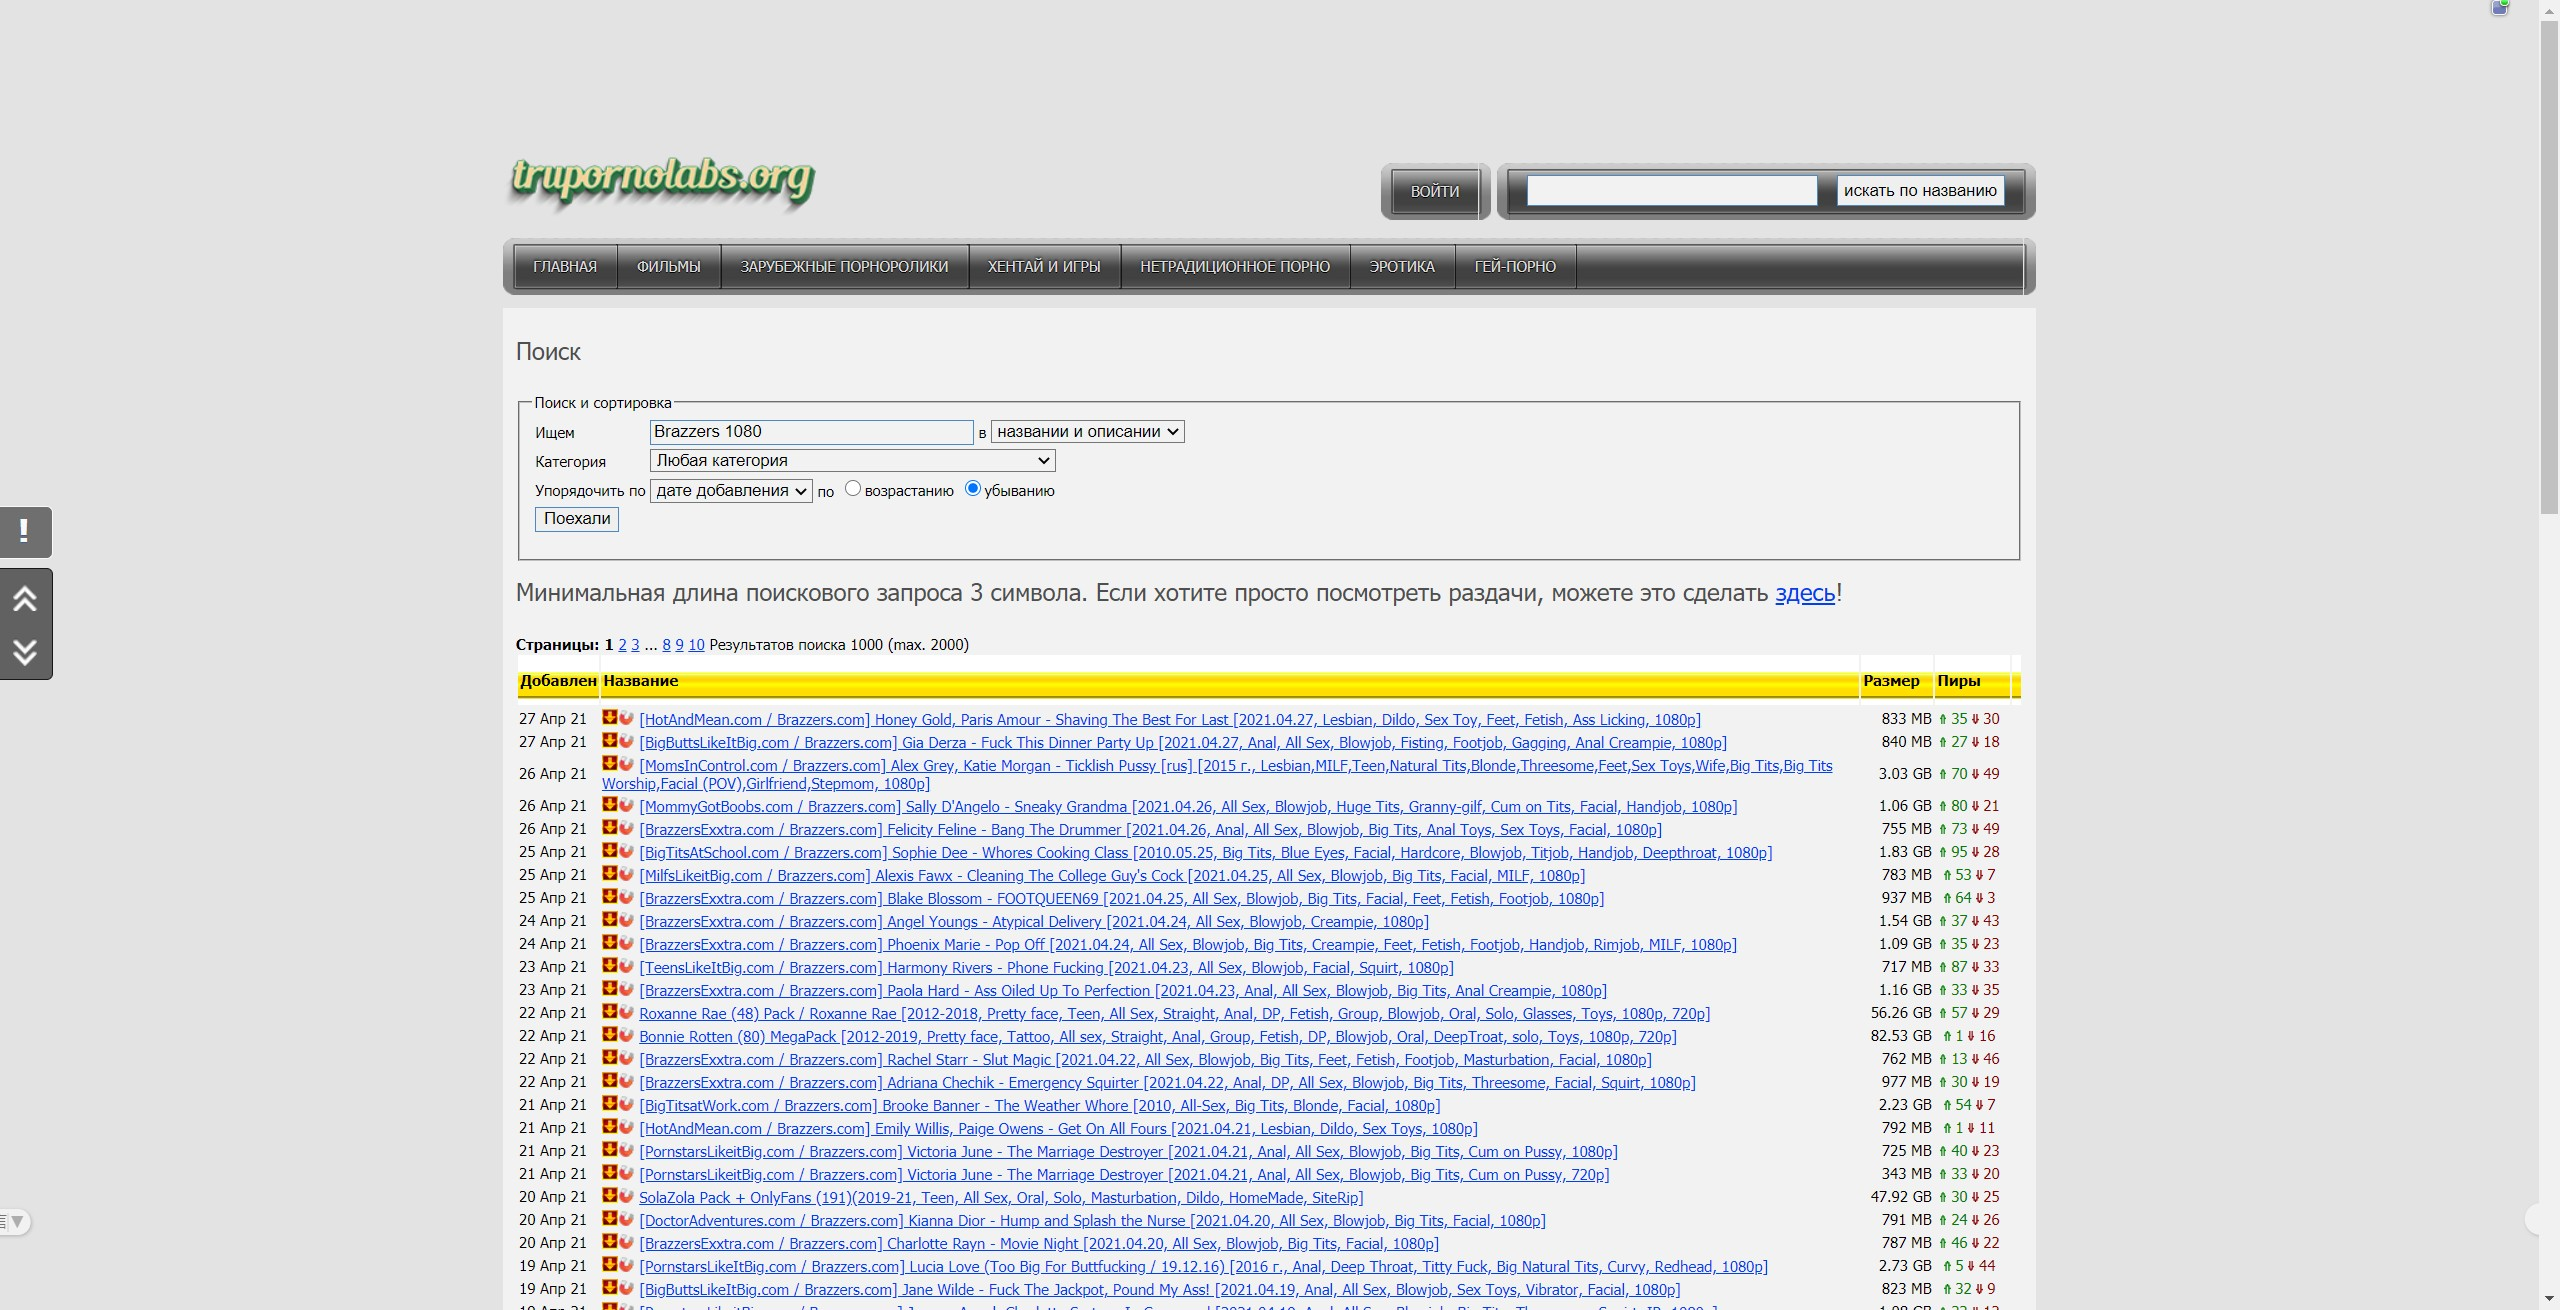 trupornolabs.org
ВОЙТИ
искать по названию
ГЛАВНАЯ ФИЛЬМЫ ЗАРУБЕЖНЫЕ ПОРНОРОЛИКИ ХЕНТАЙ И ИГРЫ НЕТРАДИЦИОННОЕ ПОРНО ЭРОТИКА ГЕЙ-ПОРНО
Поиск
Поиск и сортировка
Ищем Brazzers 1080 в названии и описании
Категория Любая категория
Упорядочить по дате добавления по возрастанию убыванию
Поехали
!
Минимальная длина поискового запроса 3 символа. Если хотите просто посмотреть раздачи, можете это сделать здесь!
Страницы: 1 2 3 ... 8 9 10 Результатов поиска 1000 (max. 2000)
Добавлен Название Размер Пиры
27 Апр 21 [HotAndMean.com / Brazzers.com] Honey Gold, Paris Amour - Shaving The Best For Last [2021.04.27, Lesbian, Dildo, Sex Toy, Feet, Fetish, Ass Licking, 1080p] 833 MB 35 30
27 Апр 21 [BigButtsLikeItBig.com / Brazzers.com] Gia Derza - Fuck This Dinner Party Up [2021.04.27, Anal, All Sex, Blowjob, Fisting, Footjob, Gagging, Anal Creampie, 1080p] 840 MB 27 18
26 Апр 21 [MomsInControl.com / Brazzers.com] Alex Grey, Katie Morgan - Ticklish Pussy [rus] [2015 г., Lesbian,MILF,Teen,Natural Tits,Blonde,Threesome,Feet,Sex Toys,Wife,Big Tits,Big Tits 3.03 GB 70 49
Worship,Facial (POV),Girlfriend,Stepmom, 1080p]
26 Апр 21 [MommyGotBoobs.com / Brazzers.com] Sally D'Angelo - Sneaky Grandma [2021.04.26, All Sex, Blowjob, Huge Tits, Granny-gilf, Cum on Tits, Facial, Handjob, 1080p] 1.06 GB 80 21
26 Апр 21 [BrazzersExxtra.com / Brazzers.com] Felicity Feline - Bang The Drummer [2021.04.26, Anal, All Sex, Blowjob, Big Tits, Anal Toys, Sex Toys, Facial, 1080p] 755 MB 73 49
25 Апр 21 [BigTitsAtSchool.com / Brazzers.com] Sophie Dee - Whores Cooking Class [2010.05.25, Big Tits, Blue Eyes, Facial, Hardcore, Blowjob, Titjob, Handjob, Deepthroat, 1080p] 1.83 GB 95 28
25 Апр 21 [MilfsLikeitBig.com / Brazzers.com] Alexis Fawx - Cleaning The College Guy's Cock [2021.04.25, All Sex, Blowjob, Big Tits, Facial, MILF, 1080p] 783 MB 53 7
25 Апр 21 [BrazzersExxtra.com / Brazzers.com] Blake Blossom - FOOTQUEEN69 [2021.04.25, All Sex, Blowjob, Big Tits, Facial, Feet, Fetish, Footjob, 1080p] 937 MB 64 3
24 Апр 21 [BrazzersExxtra.com / Brazzers.com] Angel Youngs - Atypical Delivery [2021.04.24, All Sex, Blowjob, Creampie, 1080p] 1.54 GB 37 43
24 Апр 21 [BrazzersExxtra.com / Brazzers.com] Phoenix Marie - Pop Off [2021.04.24, All Sex, Blowjob, Big Tits, Creampie, Feet, Fetish, Footjob, Handjob, Rimjob, MILF, 1080p] 1.09 GB 35 23
23 Апр 21 [TeensLikeItBig.com / Brazzers.com] Harmony Rivers - Phone Fucking [2021.04.23, All Sex, Blowjob, Facial, Squirt, 1080p] 717 MB 87 33
23 Апр 21 [BrazzersExxtra.com / Brazzers.com] Paola Hard - Ass Oiled Up To Perfection [2021.04.23, Anal, All Sex, Blowjob, Big Tits, Anal Creampie, 1080p] 1.16 GB 33 35
22 Апр 21 Roxanne Rae (48) Pack / Roxanne Rae [2012-2018, Pretty face, Teen, All Sex, Straight, Anal, DP, Fetish, Group, Blowjob, Oral, Solo, Glasses, Toys, 1080p, 720p] 56.26 GB 57 29
22 Апр 21 Bonnie Rotten (80) MegaPack [2012-2019, Pretty face, Tattoo, All sex, Straight, Anal, Group, Fetish, DP, Blowjob, Oral, DeepTroat, solo, Toys, 1080p, 720p] 82.53 GB 1 16
22 Апр 21 [BrazzersExxtra.com / Brazzers.com] Rachel Starr - Slut Magic [2021.04.22, All Sex, Blowjob, Big Tits, Feet, Fetish, Footjob, Masturbation, Facial, 1080p] 762 MB 13 46
22 Апр 21 [BrazzersExxtra.com / Brazzers.com] Adriana Chechik - Emergency Squirter [2021.04.22, Anal, DP, All Sex, Blowjob, Big Tits, Threesome, Facial, Squirt, 1080p] 977 MB 30 19
21 Апр 21 [BigTitsatWork.com / Brazzers.com] Brooke Banner - The Weather Whore [2010, All-Sex, Big Tits, Blonde, Facial, 1080p] 2.23 GB 54 7
21 Апр 21 [HotAndMean.com / Brazzers.com] Emily Willis, Paige Owens - Get On All Fours [2021.04.21, Lesbian, Dildo, Sex Toys, 1080p] 792 MB 1 11
21 Апр 21 [PornstarsLikeitBig.com / Brazzers.com] Victoria June - The Marriage Destroyer [2021.04.21, Anal, All Sex, Blowjob, Big Tits, Cum on Pussy, 1080p] 725 MB 40 23
21 Апр 21 [PornstarsLikeitBig.com / Brazzers.com] Victoria June - The Marriage Destroyer [2021.04.21, Anal, All Sex, Blowjob, Big Tits, Cum on Pussy, 720p] 343 MB 33 20
20 Апр 21 SolaZola Pack + OnlyFans (191)(2019-21, Teen, All Sex, Oral, Solo, Masturbation, Dildo, HomeMade, SiteRip] 47.92 GB 30 25
20 Апр 21 [DoctorAdventures.com / Brazzers.com] Kianna Dior - Hump and Splash the Nurse [2021.04.20, All Sex, Blowjob, Big Tits, Facial, 1080p] 791 MB 24 26
20 Апр 21 [BrazzersExxtra.com / Brazzers.com] Charlotte Rayn - Movie Night [2021.04.20, All Sex, Blowjob, Big Tits, Facial, 1080p] 787 MB 46 22
19 Апр 21 [PornstarsLikeItBig.com / Brazzers.com] Lucia Love (Too Big For Buttfucking / 19.12.16) [2016 г., Anal, Deep Throat, Titty Fuck, Big Natural Tits, Curvy, Redhead, 1080p] 2.73 GB 5 44
19 Апр 21 [BigButtsLikeItBig.com / Brazzers.com] Jane Wilde - Fuck The Jackpot, Pound My Ass! [2021.04.19, Anal, All Sex, Blowjob, Sex Toys, Vibrator, Facial, 1080p] 823 MB 32 9